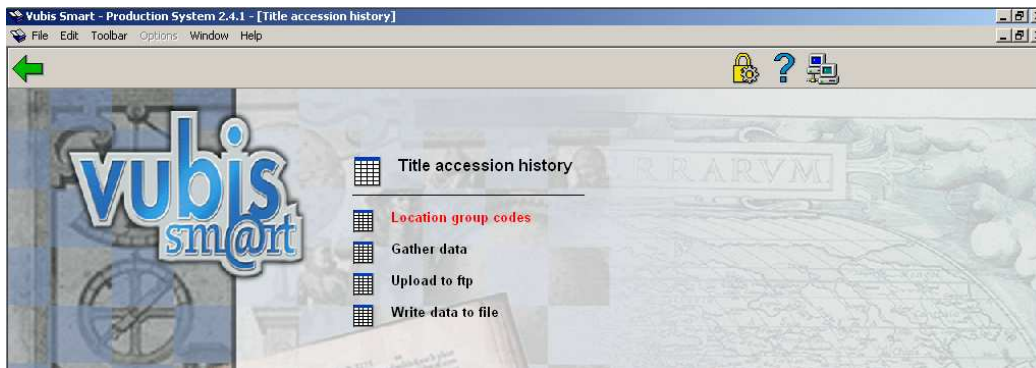 Vubis Smart - Production System 2.4.1 - [Title accession history]
File Edit Toolbar Options Window Help
?
vubis
sm@rt
Title accession history
RRARVM
Location group codes
Gather data
Upload to ftp
Write data to file